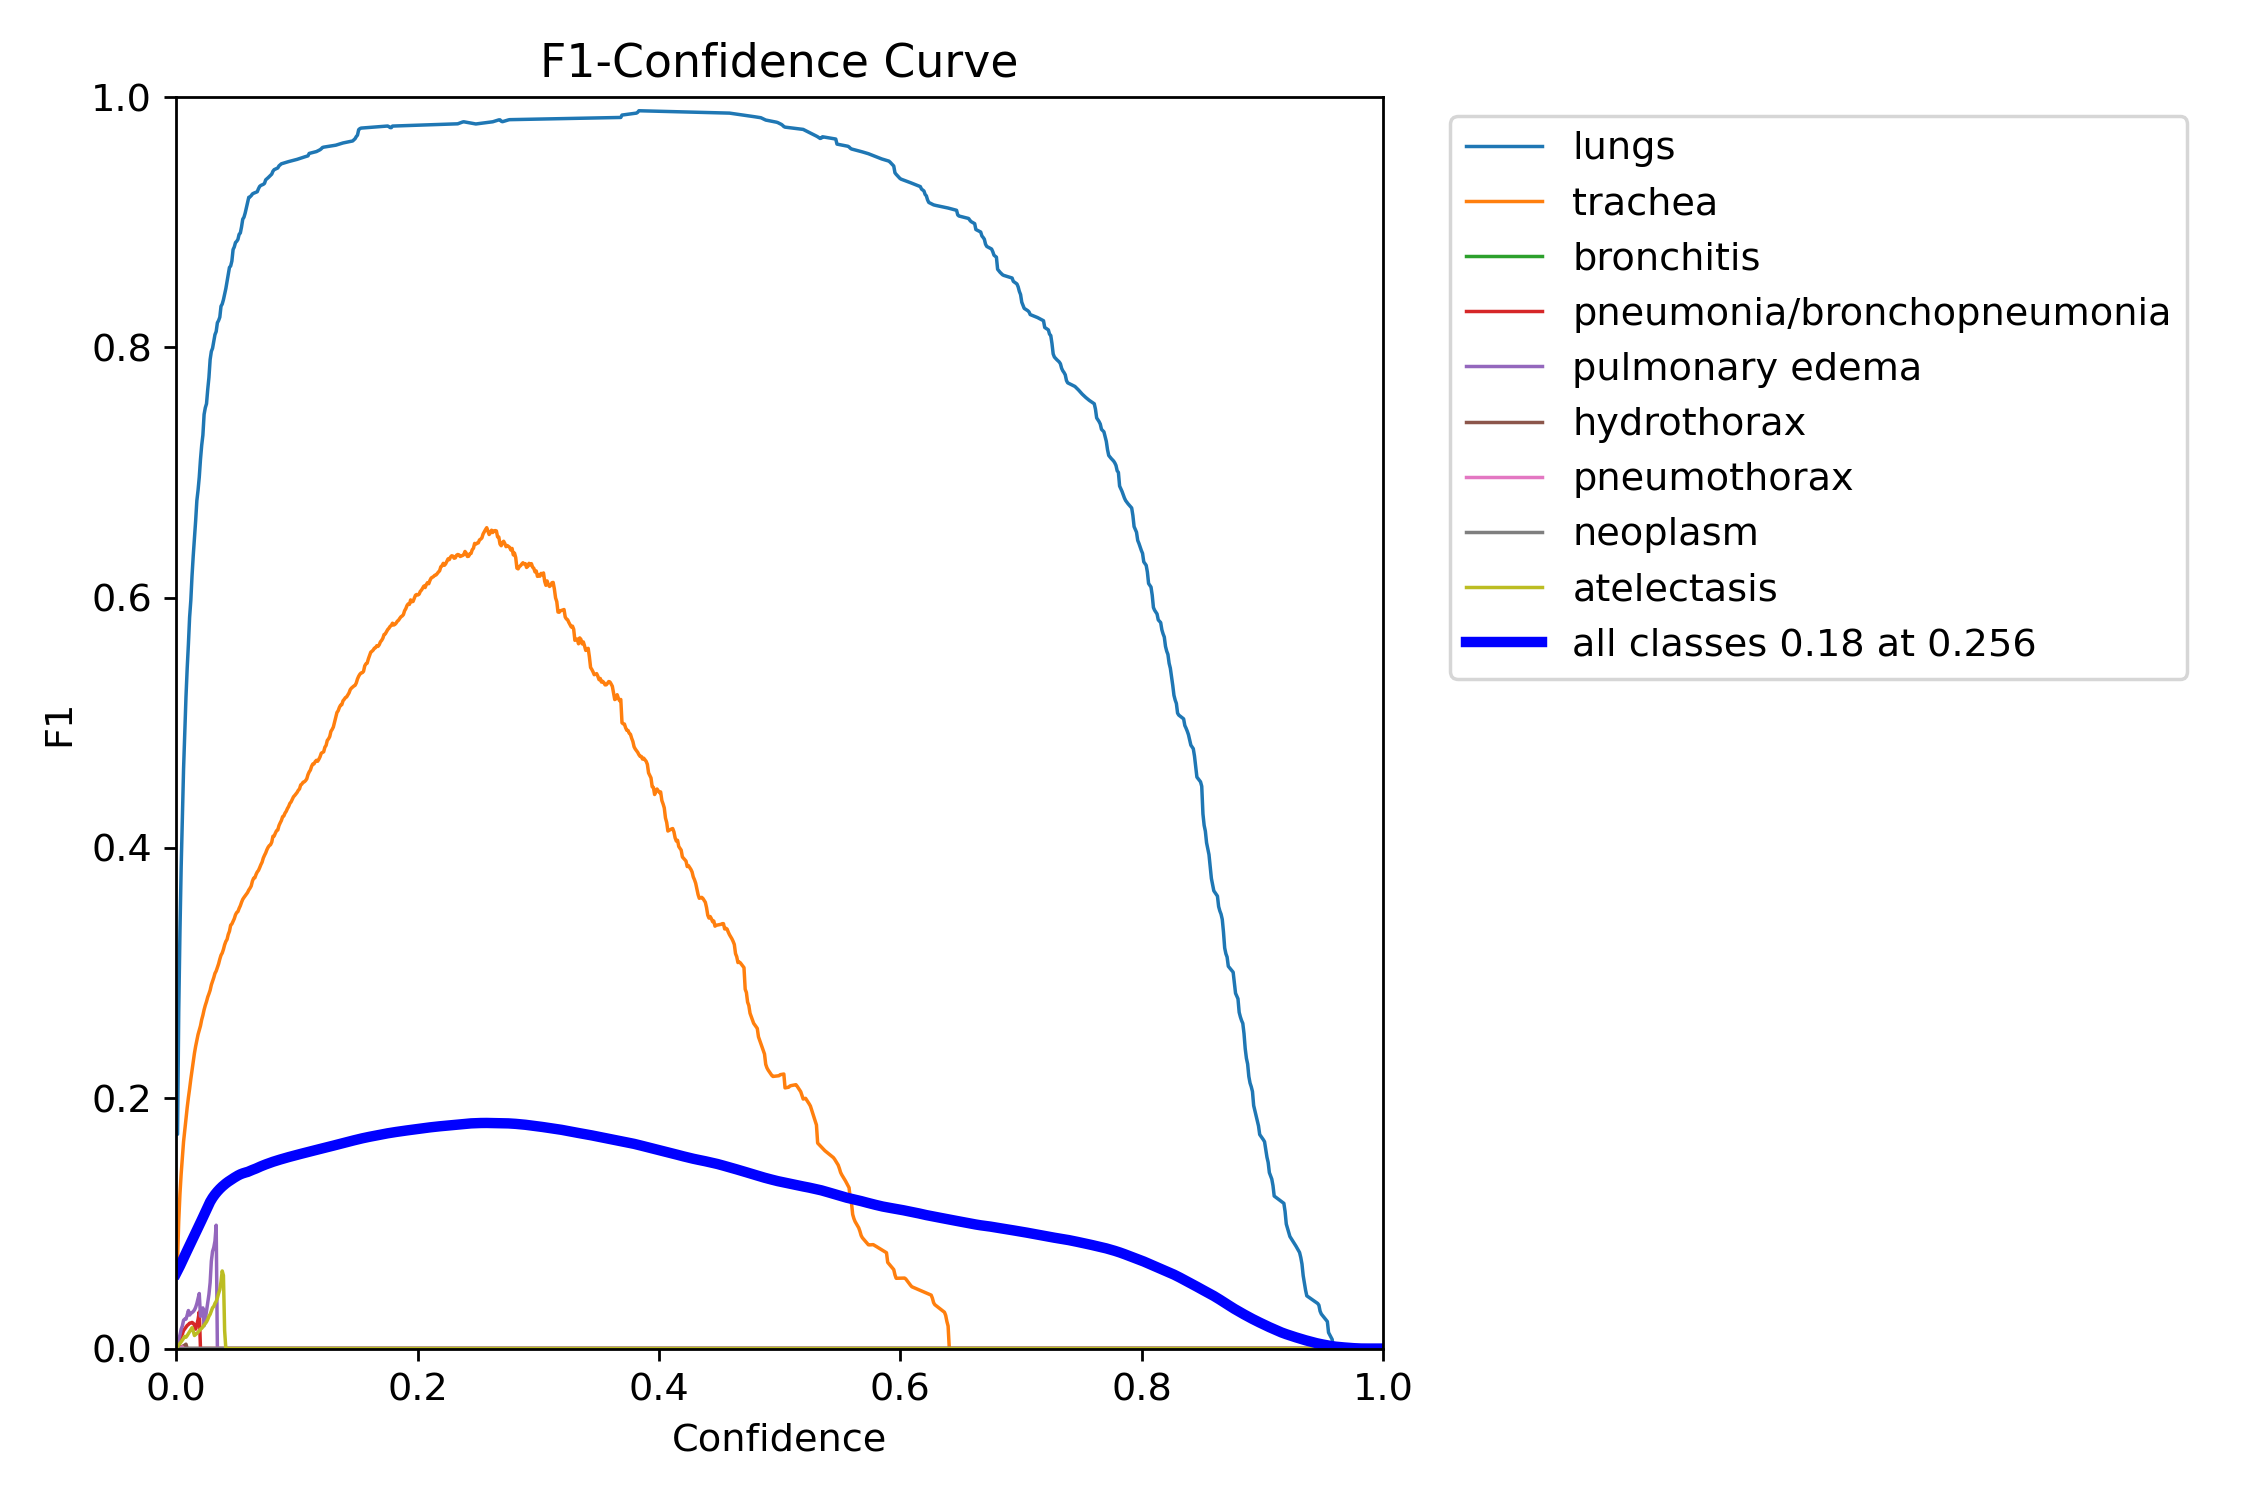 F1-Confidence Curve
1.0
0.8
0.6
0.4
0.2
0.0
F1
0.0 0.2 0.4 0.6 0.8 1.0
Confidence
lungs
trachea
bronchitis
pneumonia/bronchopneumonia
pulmonary edema
hydrothorax
pneumothorax
neoplasm
atelectasis
all classes 0.18 at 0.256